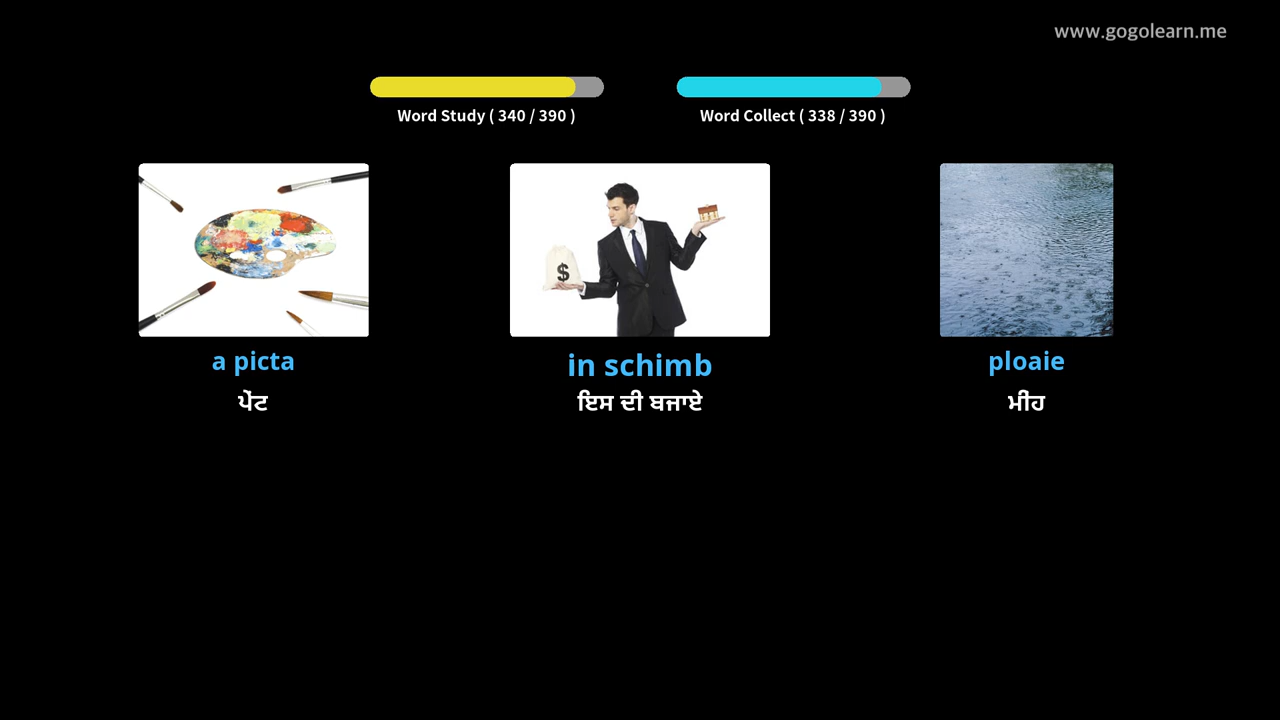 www.gogolearn.me
Word Study ( 340 / 390 )
Word Collect ( 338 / 390 )
$
a picta
in schimb
ploaie
ਪੇਂਟ
ਇਸ ਦੀ ਬਜਾਏ
ਮੀਂਹ